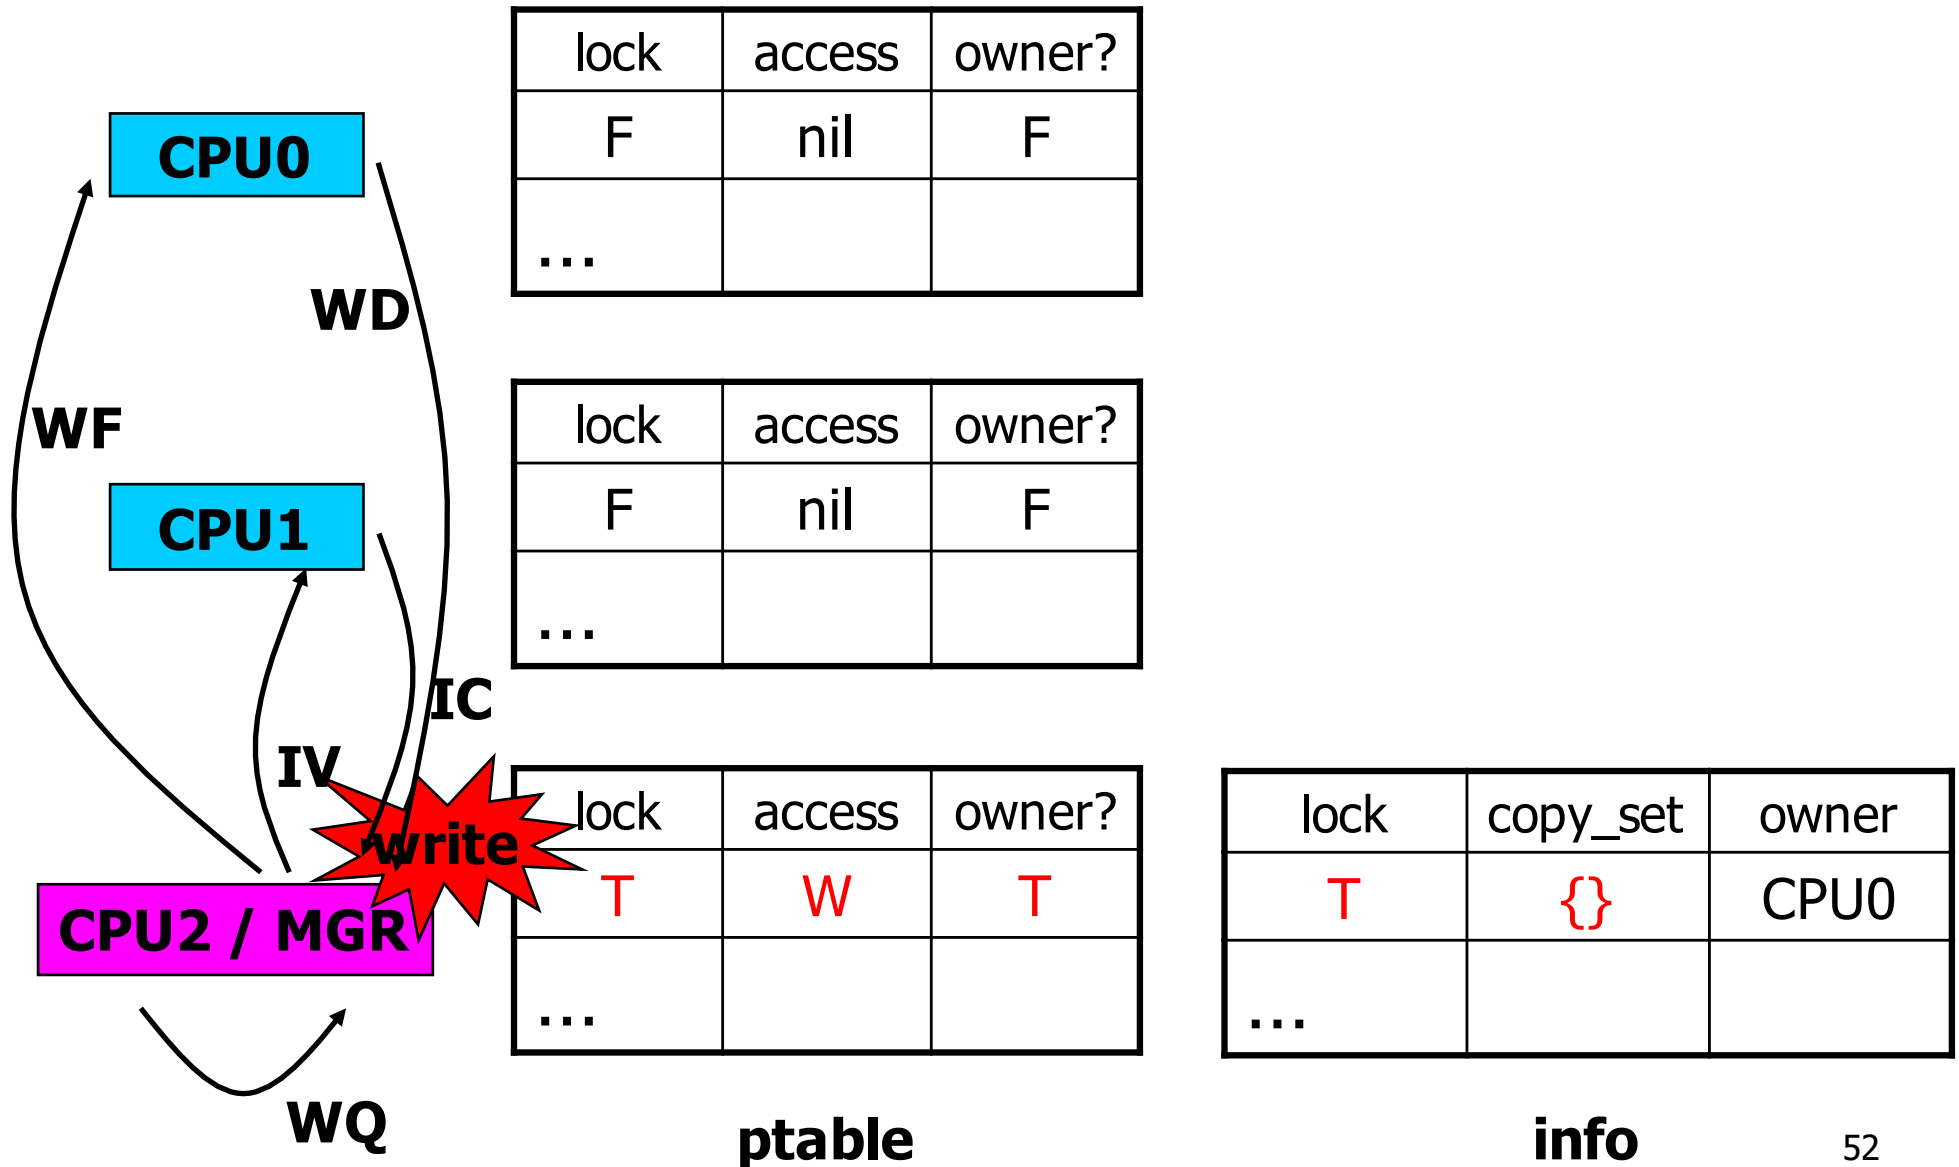 lock access owner?
F nil F
...
CPU0
WD
WF
lock access owner?
F nil F
...
CPU1
IC
IV
write
lock access owner?
T W T
...
CPU2 / MGR
WQ
lock copy_set owner
T {} CPU0
...
ptable
info
52